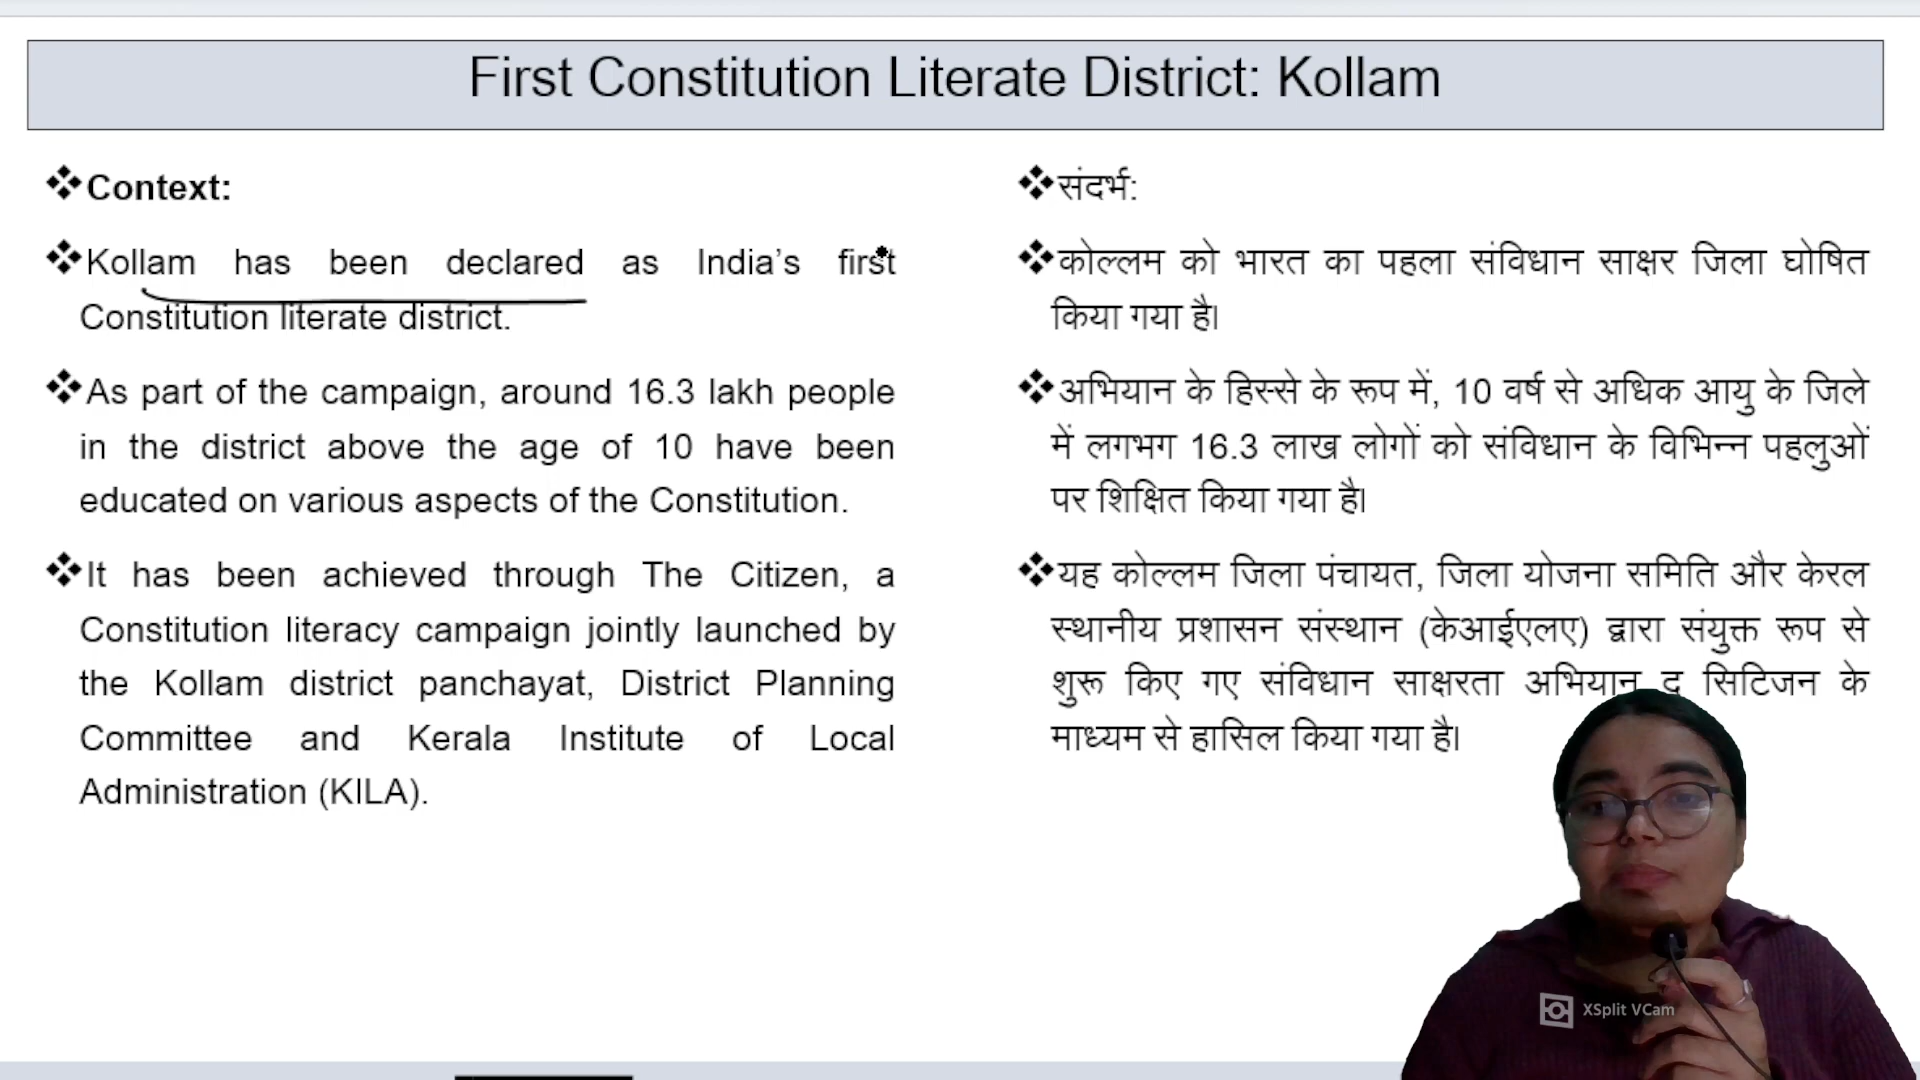 First Constitution Literate District: Kollam
❖Context:
❖Kollam has been declared as India’s first
Constitution literate district.
❖As part of the campaign, around 16.3 lakh people
in the district above the age of 10 have been
educated on various aspects of the Constitution.
❖It has been achieved through The Citizen, a
Constitution literacy campaign jointly launched by
the Kollam district panchayat, District Planning
Committee and Kerala Institute of Local
Administration (KILA).
❖संदर्भ:
❖कोल्लम को भारत का पहला संविधान साक्षर जिला घोषित
किया गया है।
❖अभियान के हिस्से के रूप में, 10 वर्ष से अधिक आयु के जिले
में लगभग 16.3 लाख लोगों को संविधान के विभिन्न पहलुओं
पर शिक्षित किया गया है।
❖यह कोल्लम जिला पंचायत, जिला योजना समिति और केरल
स्थानीय प्रशासन संस्थान (केआईएलए) द्वारा संयुक्त रूप से
शुरू किए गए संविधान साक्षरता अभियान द सिटिजन के
माध्यम से हासिल किया गया है।
XSplit VCam